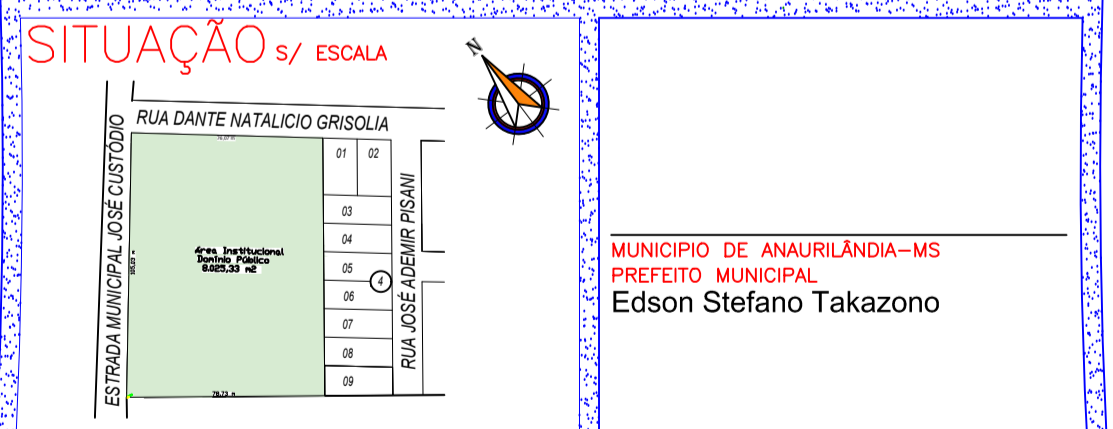 SITUAÇÃO S/ ESCALA
N
RUA DANTE NATALICIO GRISOLIA
ESTRADA MUNICIPAL JOSÉ CUSTÓDIO
01
02
03
04
05
06
07
08
09
4
Área Institucional
Domínio Público
8.025,33 m2
78,73 m
RUA JOSÉ ADEMIR PISANI
MUNICIPIO DE ANAURILÂNDIA-MS
PREFEITO MUNICIPAL
Edson Stefano Takazono